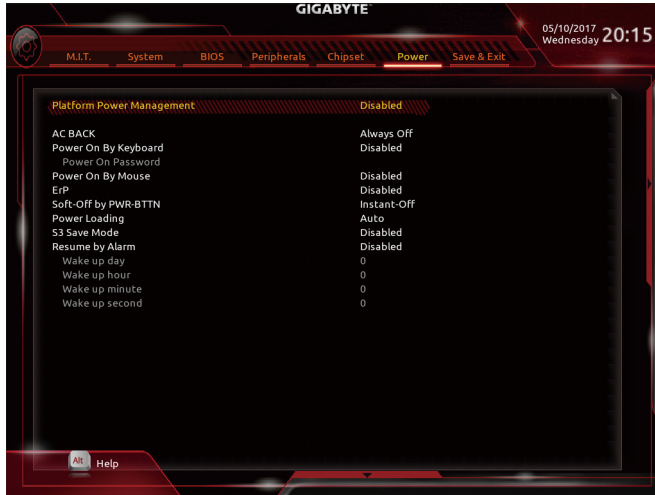 GIGABYTE™
05/10/2017
Wednesday 20:15
M.I.T. System BIOS Peripherals Chipset Power Save & Exit
Platform Power Management Disabled
AC BACK Always Off
Power On By Keyboard Disabled
Power On Password
Power On By Mouse Disabled
ErP Disabled
Soft-Off by PWR-BTTN Instant-Off
Power Loading Auto
S3 Save Mode Disabled
Resume by Alarm Disabled
Wake up day 0
Wake up hour 0
Wake up minute 0
Wake up second 0
Alt Help